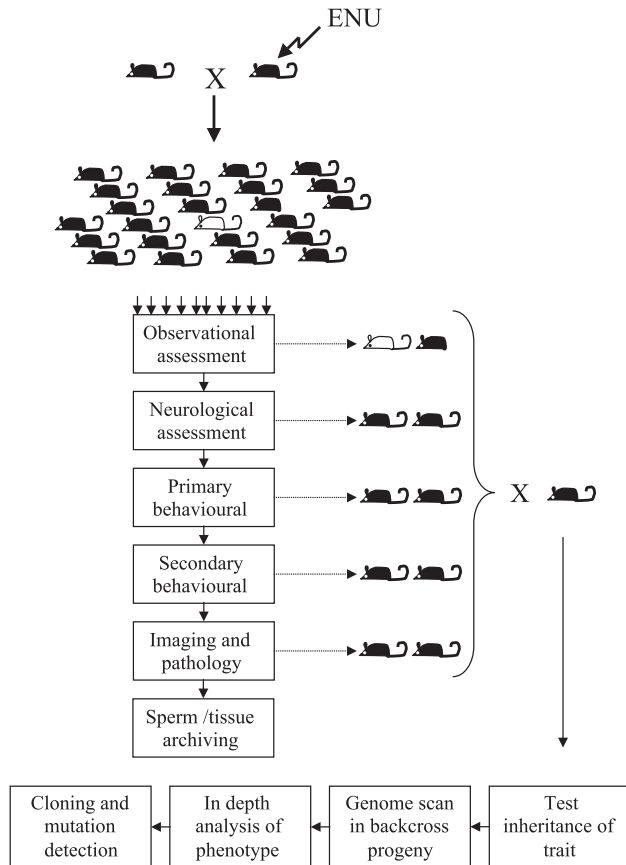 ENU
X
Observational
assessment
Neurological
assessment
Primary
behavioural
X
Secondary
behavioural
Imaging and
pathology
Sperm /tissue
archiving
Cloning and
mutation
detection
In depth
analysis of
phenotype
Genome scan
in backcross
progeny
Test
inheritance of
trait